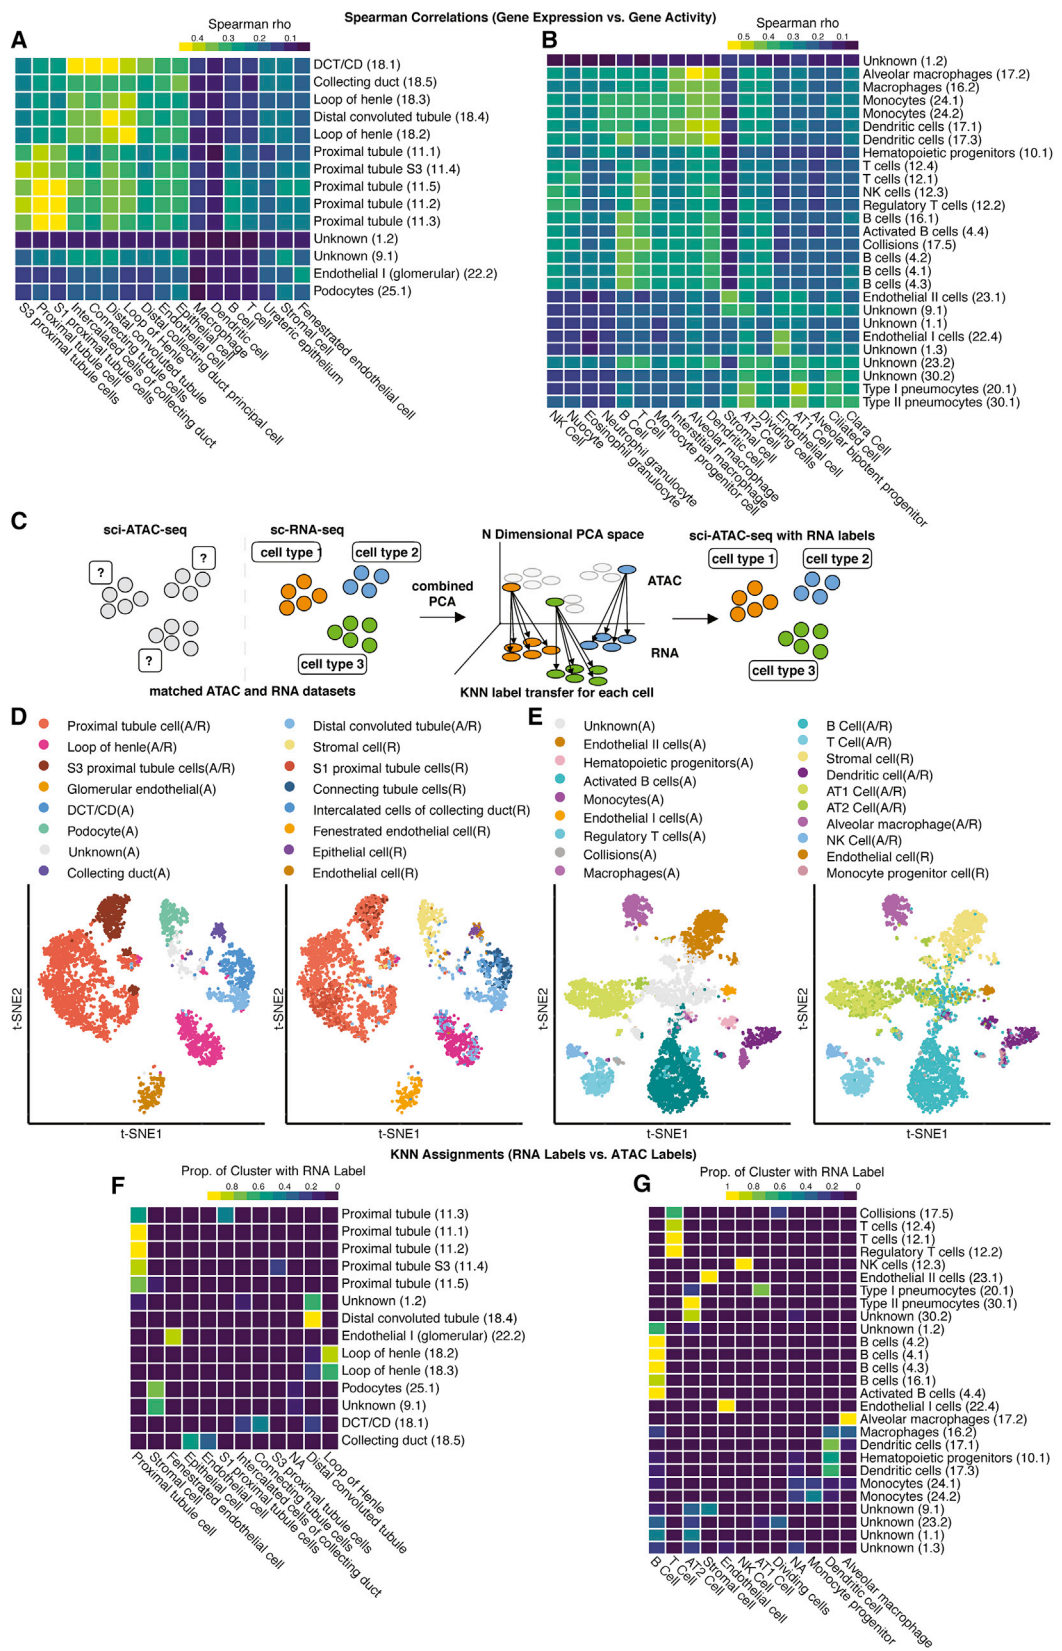 Spearman Correlations (Gene Expression vs. Gene Activity)
A
Spearman rho
0.4 0.3 0.2 0.1
DCT/CD (18.1)
Collecting duct (18.5)
Loop of henle (18.3)
Distal convoluted tubule (18.4)
Loop of henle (18.2)
Proximal tubule (11.1)
Proximal tubule S3 (11.4)
Proximal tubule (11.5)
Proximal tubule (11.2)
Proximal tubule (11.3)
Unknown (1.2)
Unknown (9.1)
Endothelial I (glomerular) (22.2)
Podocytes (25.1)
S3 proximal tubule cells
Proximal tubule cell
S1 proximal tubule cells
Intercalated cells of collecting duct
Connecting tubule cells
Distal convoluted tubule
Loop of Henle
Distal collecting duct principal cell
Endothelial cell
Epithelial cell
Macrophage
Dendritic cell
B cell
T cell
Ureteric epithelium
Stromal cell
Fenestrated endothelial cell
B
Spearman rho
0.5 0.4 0.3 0.2 0.1
Unknown (1.2)
Alveolar macrophages (17.2)
Macrophages (16.2)
Monocytes (24.1)
Monocytes (24.2)
Dendritic cells (17.1)
Dendritic cells (17.3)
Hematopoietic progenitors (10.1)
T cells (12.4)
T cells (12.1)
NK cells (12.3)
Regulatory T cells (12.2)
B cells (16.1)
Activated B cells (4.4)
Collisions (17.5)
B cells (4.2)
B cells (4.1)
B cells (4.3)
Endothelial II cells (23.1)
Unknown (9.1)
Unknown (1.1)
Endothelial I cells (22.4)
Unknown (1.3)
Unknown (23.2)
Unknown (30.2)
Type I pneumocytes (20.1)
Type II pneumocytes (30.1)
NK Cell
Nuocyte
Eosinophil granulocyte
Neutrophil granulocyte
B Cell
T Cell
Monocyte progenitor cell
Interstitial macrophage
Alveolar macrophage
Dendritic cell
Stromal cell
AT2 Cell
Dividing cells
Endothelial cell
AT1 Cell
Alveolar bipotent progenitor
Ciliated cell
Clara Cell
C
sci-ATAC-seq
sc-RNA-seq
N Dimensional PCA space
sci-ATAC-seq with RNA labels
?
?
?
cell type 1
cell type 2
cell type 3
combined
PCA
ATAC
RNA
cell type 1
cell type 2
cell type 3
matched ATAC and RNA datasets
KNN label transfer for each cell
D
Proximal tubule cell(A/R)
Loop of henle(A/R)
S3 proximal tubule cells(A/R)
Glomerular endothelial(A)
DCT/CD(A)
Podocyte(A)
Unknown(A)
Collecting duct(A)
Distal convoluted tubule(A/R)
Stromal cell(R)
S1 proximal tubule cells(R)
Connecting tubule cells(R)
Intercalated cells of collecting duct(R)
Fenestrated endothelial cell(R)
Epithelial cell(R)
Endothelial cell(R)
t-SNE2
t-SNE1
t-SNE2
t-SNE1
E
Unknown(A)
Endothelial II cells(A)
Hematopoietic progenitors(A)
Activated B cells(A)
Monocytes(A)
Endothelial I cells(A)
Regulatory T cells(A)
Collisions(A)
Macrophages(A)
B Cell(A/R)
T Cell(A/R)
Stromal cell(R)
Dendritic cell(A/R)
AT1 Cell(A/R)
AT2 Cell(A/R)
Alveolar macrophage(A/R)
NK Cell(A/R)
Endothelial cell(R)
Monocyte progenitor cell(R)
t-SNE2
t-SNE1
t-SNE2
t-SNE1
KNN Assignments (RNA Labels vs. ATAC Labels)
F
Prop. of Cluster with RNA Label
0.8 0.6 0.4 0.2 0
Proximal tubule (11.3)
Proximal tubule (11.1)
Proximal tubule (11.2)
Proximal tubule S3 (11.4)
Proximal tubule (11.5)
Unknown (1.2)
Distal convoluted tubule (18.4)
Endothelial I (glomerular) (22.2)
Loop of henle (18.2)
Loop of henle (18.3)
Podocytes (25.1)
Unknown (9.1)
DCT/CD (18.1)
Collecting duct (18.5)
Proximal tubule cell
Stromal cell
Fenestrated endothelial cell
Epithelial cell
Endothelial cell
S1 proximal tubule cells
Intercalated cells of collecting duct
Connecting tubule cells
S3 proximal tubule cells
NA
Distal convoluted tubule
Loop of Henle
G
Prop. of Cluster with RNA Label
1 0.8 0.6 0.4 0.2 0
Collisions (17.5)
T cells (12.4)
T cells (12.1)
Regulatory T cells (12.2)
NK cells (12.3)
Endothelial II cells (23.1)
Type I pneumocytes (20.1)
Type II pneumocytes (30.1)
Unknown (30.2)
Unknown (1.2)
B cells (4.2)
B cells (4.1)
B cells (4.3)
B cells (16.1)
Activated B cells (4.4)
Endothelial I cells (22.4)
Alveolar macrophages (17.2)
Macrophages (16.2)
Dendritic cells (17.1)
Hematopoietic progenitors (10.1)
Dendritic cells (17.3)
Monocytes (24.1)
Monocytes (24.2)
Unknown (9.1)
Unknown (23.2)
Unknown (1.1)
Unknown (1.3)
B Cell
T Cell
AT2 Cell
Stromal cell
Endothelial cell
NK Cell
AT1 Cell
Dividing cells
NA
Monocyte progenitor
Dendritic cell
Alveolar macrophage